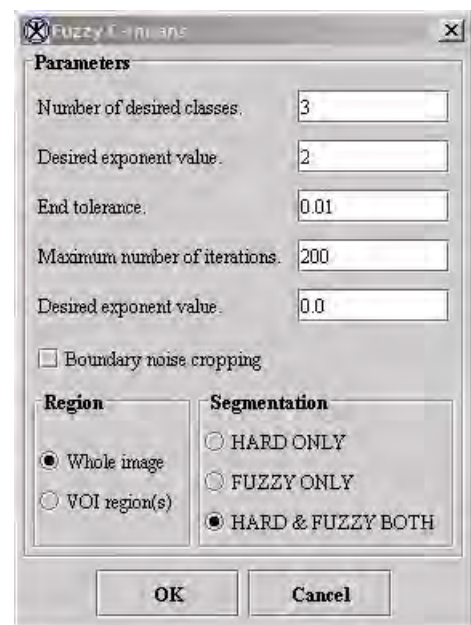 Fuzzy C-means
Parameters
Number of desired classes. 3
Desired exponent value. 2
End tolerance. 0.01
Maximum number of iterations. 200
Desired exponent value. 0.0
Boundary noise cropping
Region
Whole image
VOI region(s)
Segmentation
HARD ONLY
FUZZY ONLY
HARD & FUZZY BOTH
OK
Cancel